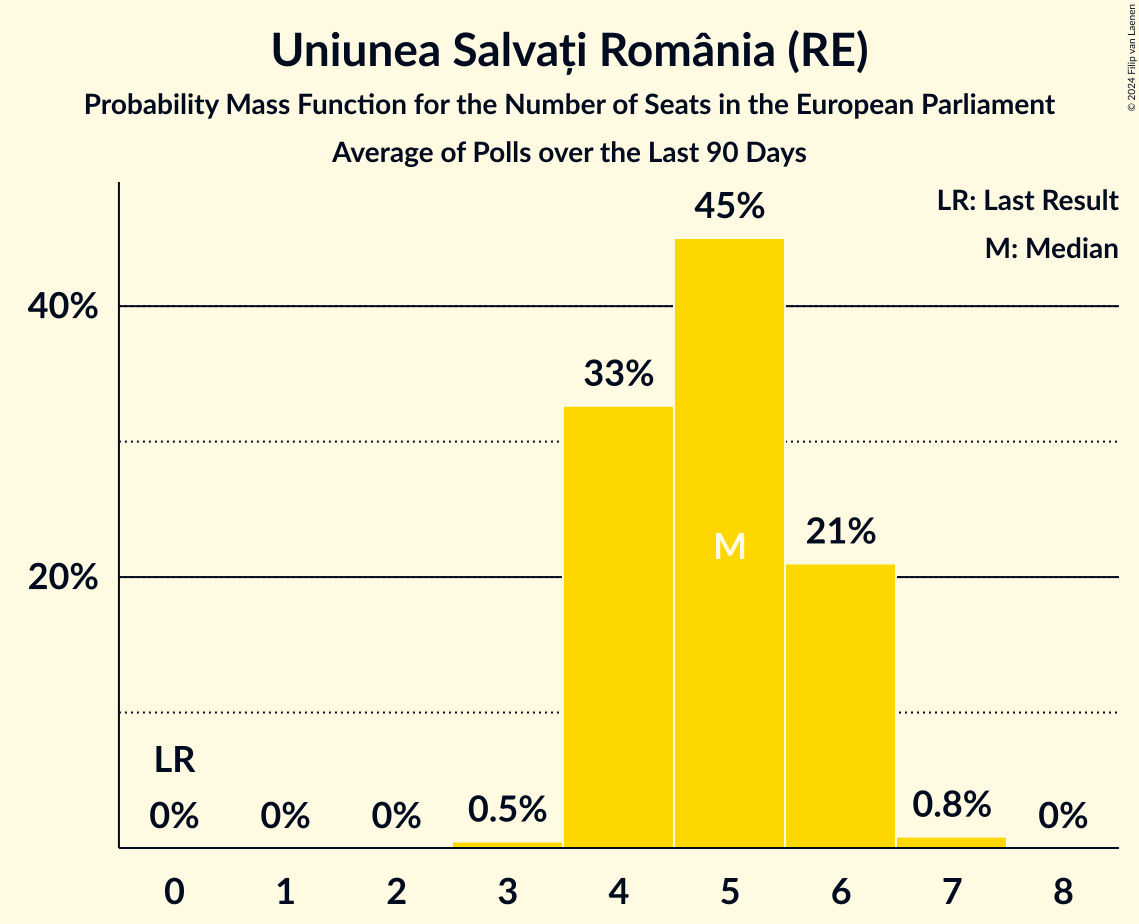 Uniunea Salvați România (RE)
Probability Mass Function for the Number of Seats in the European Parliament
Average of Polls over the Last 90 Days
© 2024 Filip van Laenen
LR: Last Result
M: Median
45%
40%
33%
21%
M
20%
LR
0%
0%
0%
0.5%
0.8%
0%
0
1
2
3
4
5
6
7
8